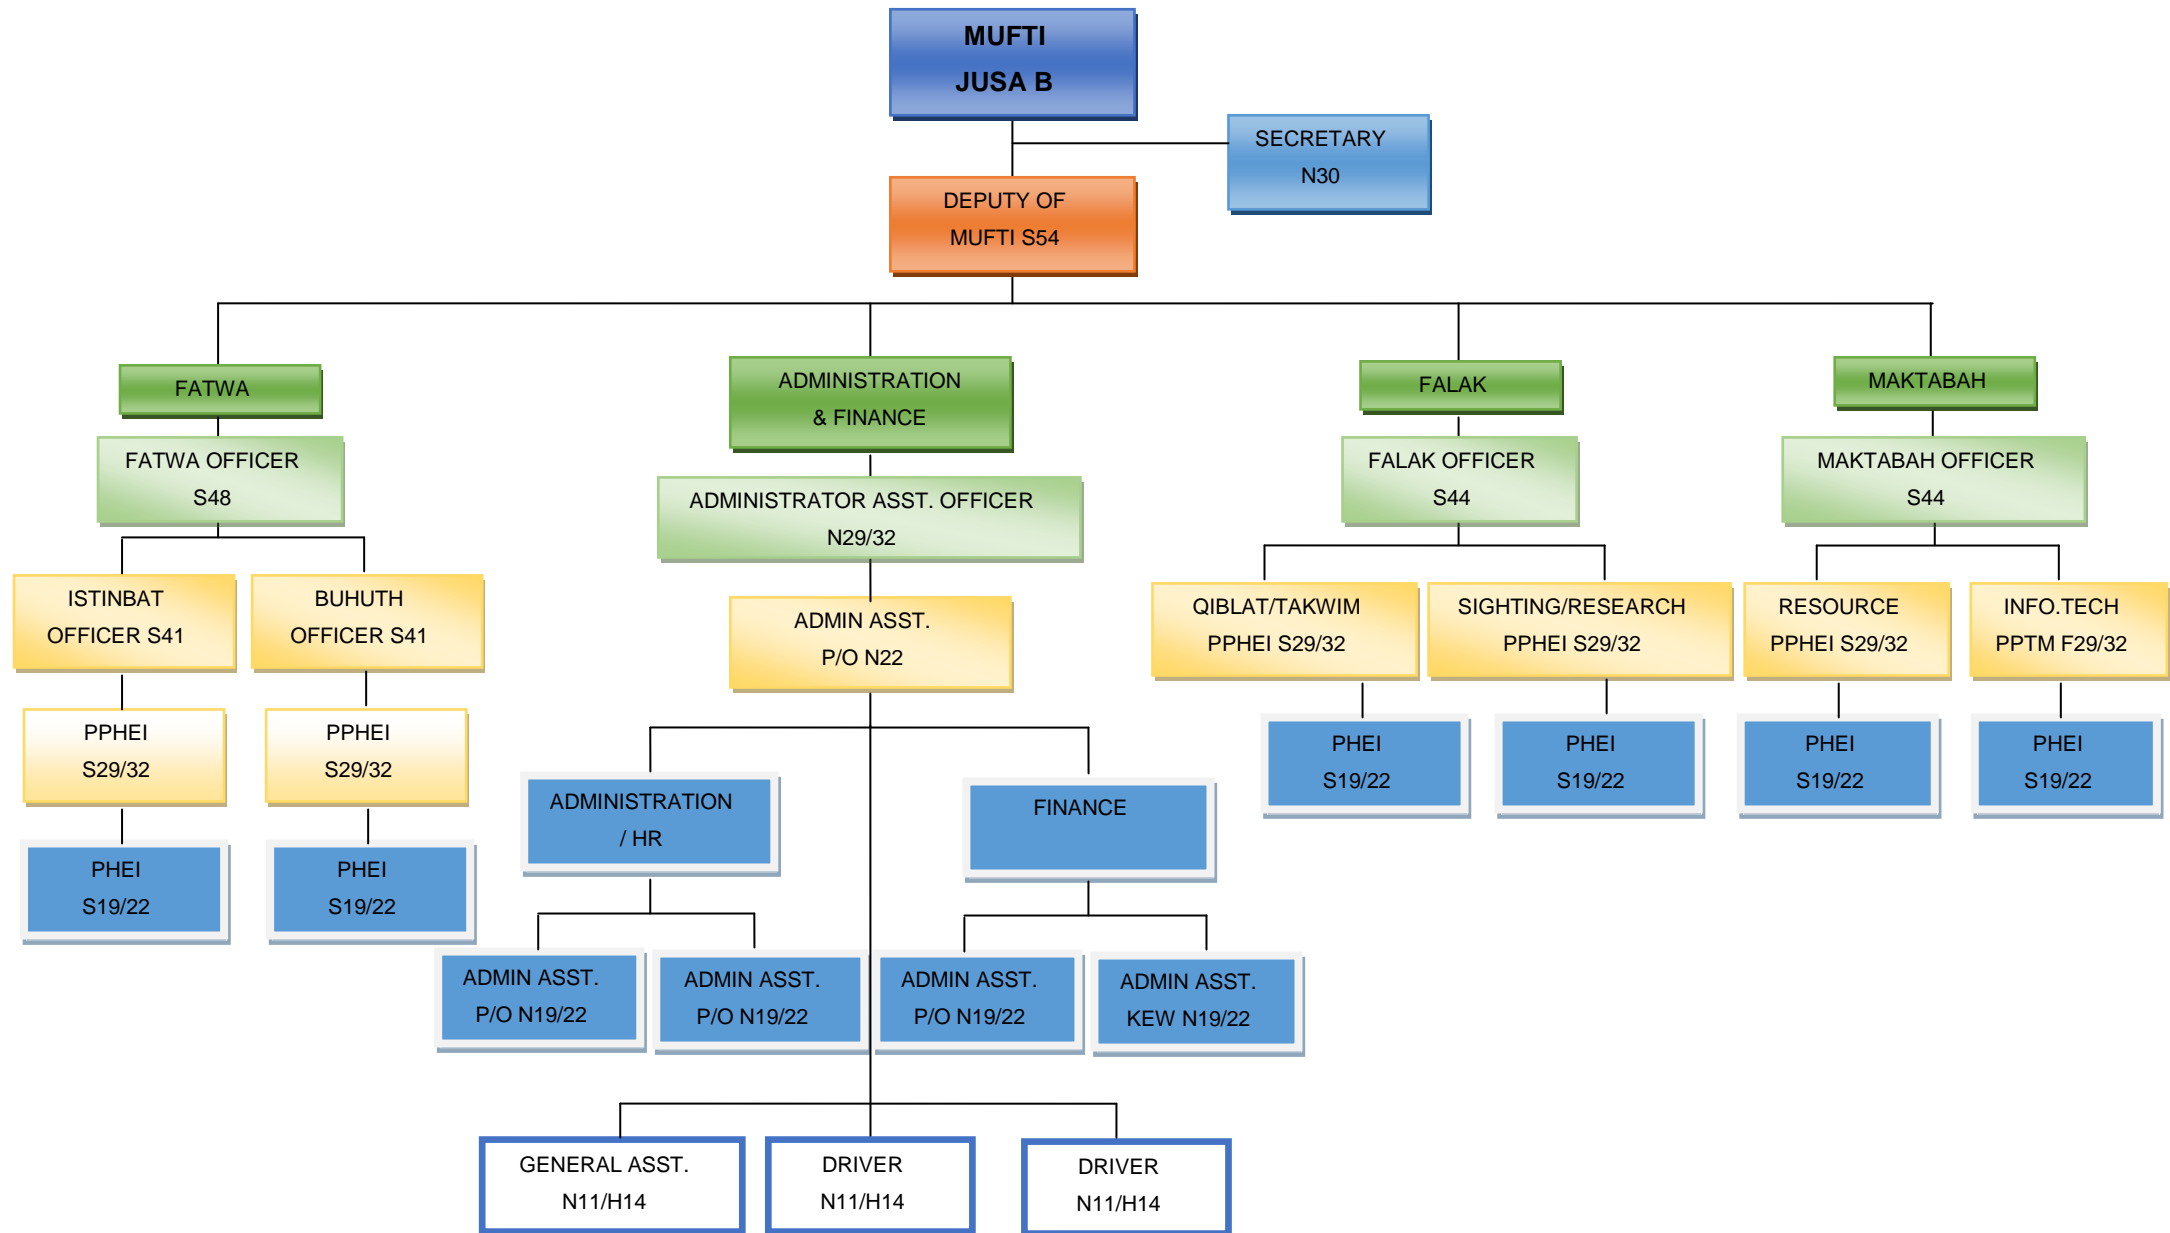 MUFTI
JUSA B
SECRETARY
N30
DEPUTY OF
MUFTI S54
FATWA
ADMINISTRATION
& FINANCE
FALAK
MAKTABAH
FATWA OFFICER
S48
ADMINISTRATOR ASST. OFFICER
N29/32
FALAK OFFICER
S44
MAKTABAH OFFICER
S44
ISTINBAT
OFFICER S41
BUHUTH
OFFICER S41
ADMIN ASST.
P/O N22
QIBLAT/TAKWIM
PPHEI S29/32
SIGHTING/RESEARCH
PPHEI S29/32
RESOURCE
PPHEI S29/32
INFO.TECH
PPTM F29/32
PPHEI
S29/32
PPHEI
S29/32
PHEI
S19/22
PHEI
S19/22
PHEI
S19/22
PHEI
S19/22
ADMINISTRATION
/ HR
FINANCE
PHEI
S19/22
PHEI
S19/22
ADMIN ASST.
P/O N19/22
ADMIN ASST.
P/O N19/22
ADMIN ASST.
P/O N19/22
ADMIN ASST.
KEW N19/22
GENERAL ASST.
N11/H14
DRIVER
N11/H14
DRIVER
N11/H14